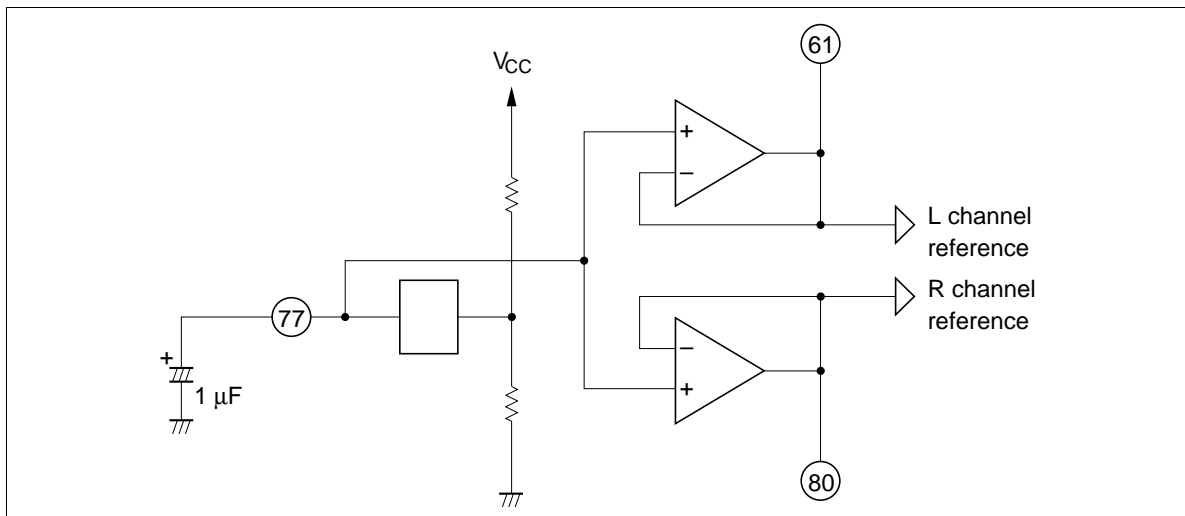 61
VCC
+
−
L channel
reference
R channel
reference
77
−
+
+
1 μF
80